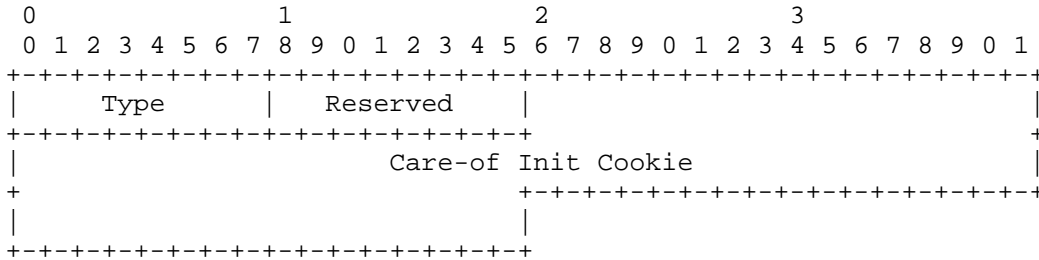 0                   1                   2                   3
0 1 2 3 4 5 6 7 8 9 0 1 2 3 4 5 6 7 8 9 0 1 2 3 4 5 6 7 8 9 0 1
+-+-+-+-+-+-+-+-+-+-+-+-+-+-+-+-+-+-+-+-+-+-+-+-+-+-+-+-+-+-+-+-+
|     Type      |   Reserved    |                               |
+-+-+-+-+-+-+-+-+-+-+-+-+-+-+-+-+                               +
|                       Care-of Init Cookie                     |
+                               +-+-+-+-+-+-+-+-+-+-+-+-+-+-+-+-+
|                               |
+-+-+-+-+-+-+-+-+-+-+-+-+-+-+-+-+